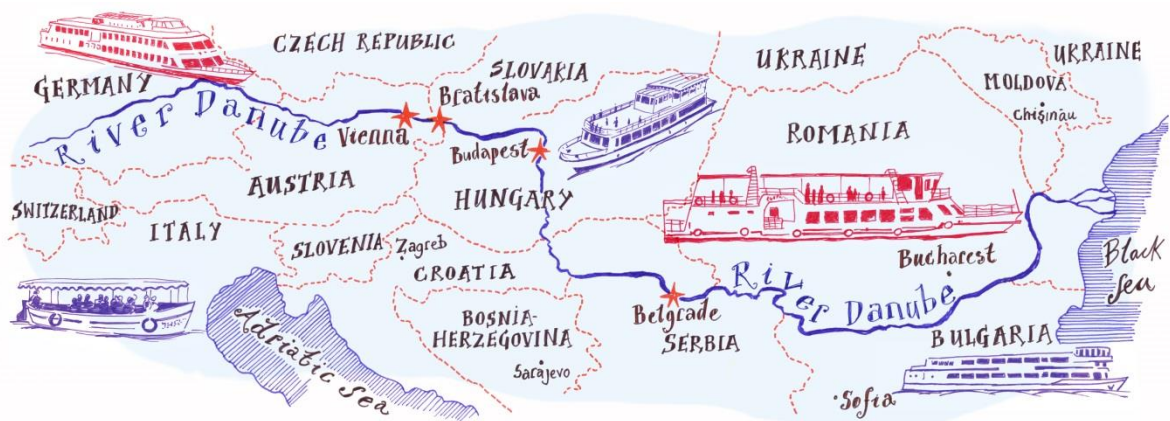 CZECH REPUBLIC
UKRAINE
UKRAINE
GERMANY
SLOVAKIA
MOLDOVA
Bratislava
Chişinău
River Danube
Vienna
ROMANIA
Budapest
AUSTRIA
HUNGARY
SWITZERLAND
ITALY
SLOVENIA
Zagreb
CROATIA
Bucharest
Black
Sea
River Danube
Adriatic Sea
BOSNIA-
HERZEGOVINA
Belgrade
SERBIA
BULGARIA
Sarajevo
Sofia